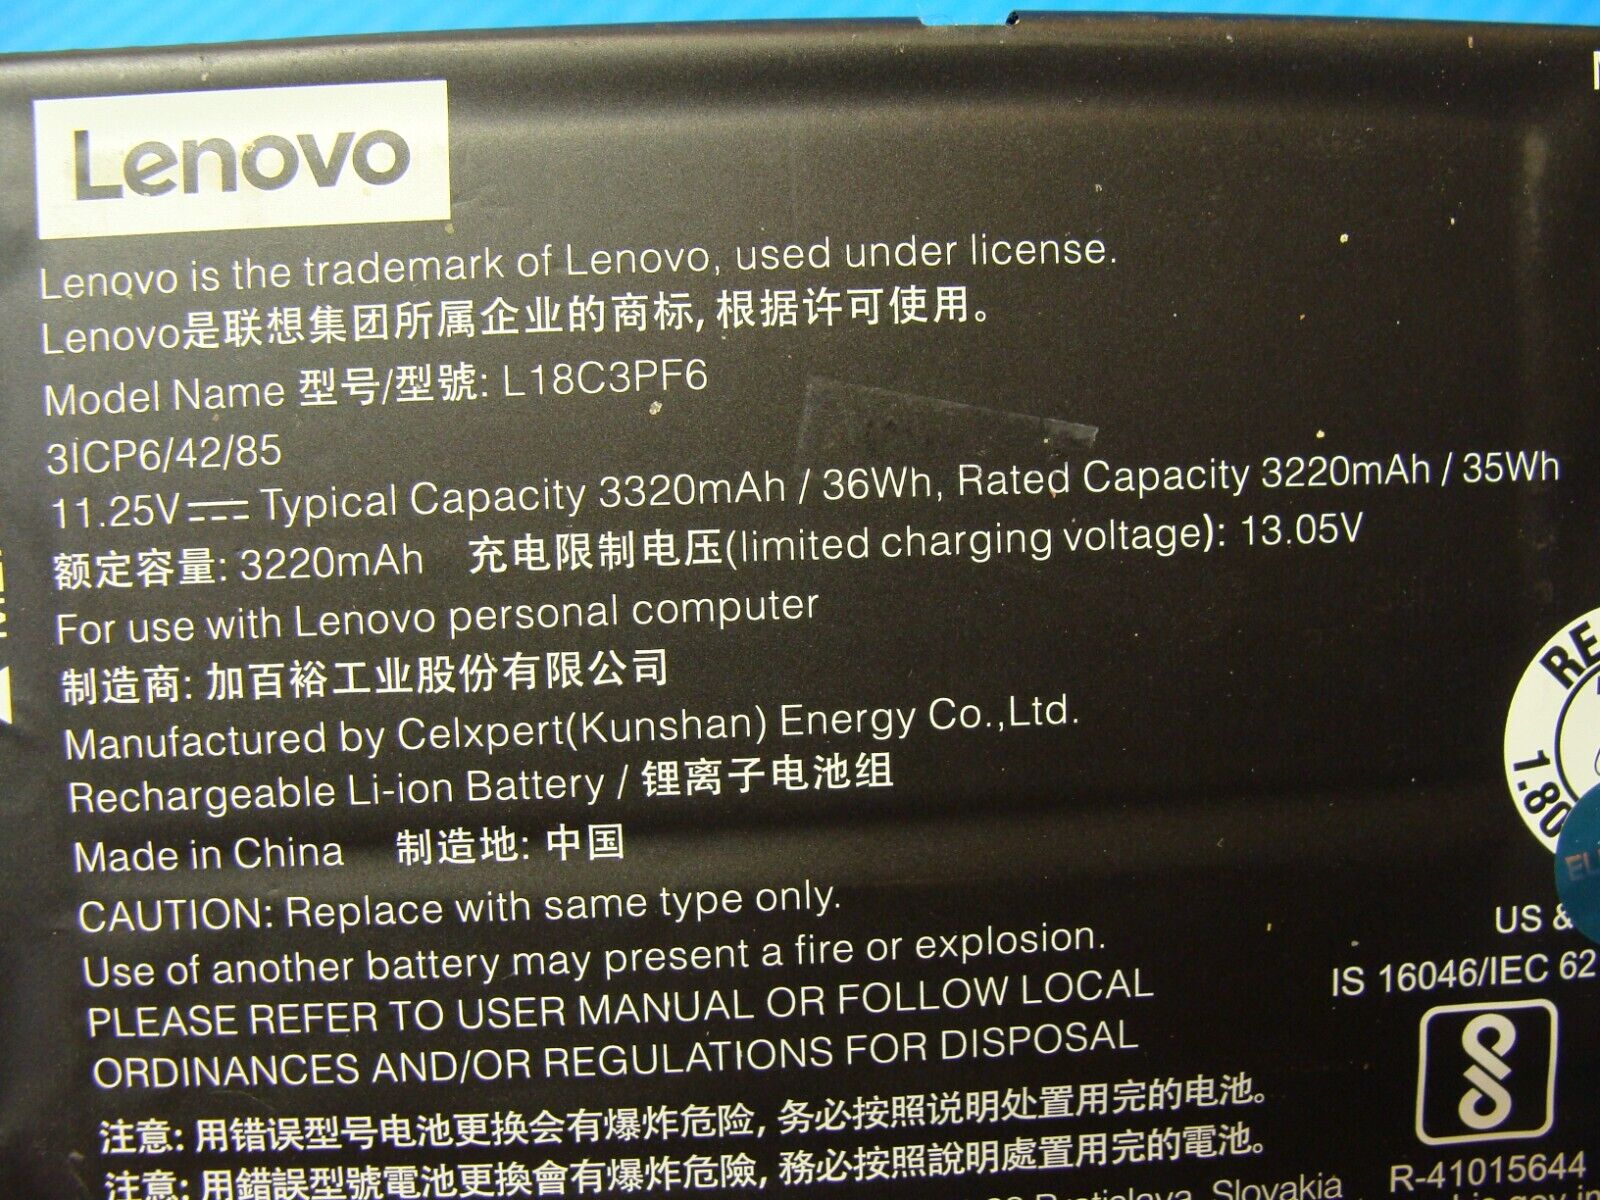 Lenovo
Lenovo is the trademark of Lenovo, used under license.
Lenovo是联想集团所属企业的商标, 根据许可使用。
Model Name 型号/型號: L18C3PF6
3ICP6/42/85
11.25V⎓ Typical Capacity 3320mAh / 36Wh, Rated Capacity 3220mAh / 35Wh
额定容量: 3220mAh 充电限制电压(limited charging voltage): 13.05V
For use with Lenovo personal computer
制造商: 加百裕工业股份有限公司
Manufactured by Celxpert(Kunshan) Energy Co.,Ltd.
Rechargeable Li-ion Battery / 锂离子电池组
Made in China 制造地: 中国
CAUTION: Replace with same type only.
Use of another battery may present a fire or explosion.
PLEASE REFER TO USER MANUAL OR FOLLOW LOCAL
ORDINANCES AND/OR REGULATIONS FOR DISPOSAL
注意: 用错误型号电池更换会有爆炸危险, 务必按照说明处置用完的电池。
注意: 用錯誤型號電池更換會有爆炸危險, 務必按照說明處置用完的電池。
Bratislava, Slovakia
RE
1.80
US &
IS 16046/IEC 62
R-41015644